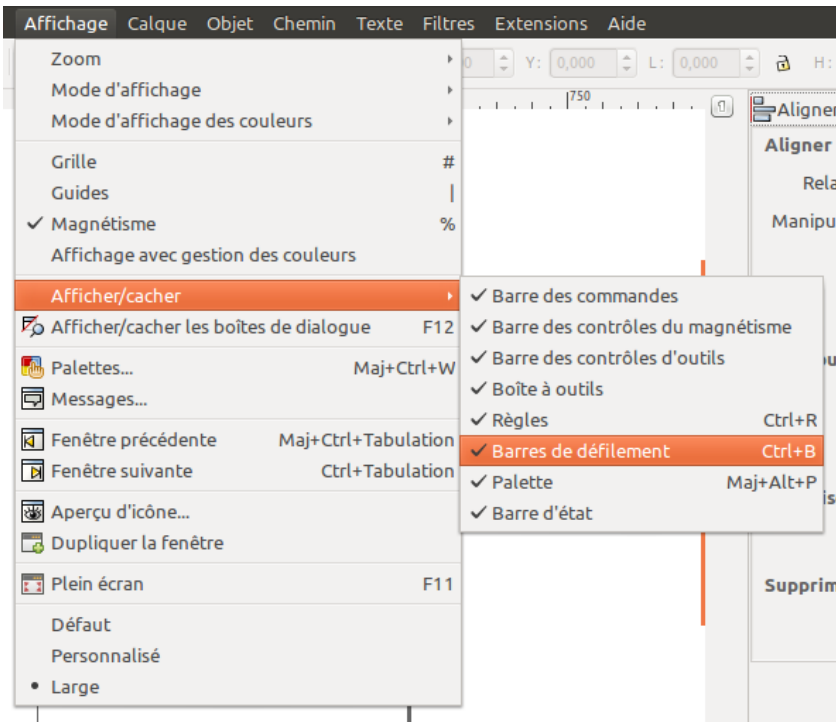 Affichage Calque Objet Chemin Texte Filtres Extensions Aide
Zoom
Mode d'affichage
Mode d'affichage des couleurs
Grille #
Guides |
Magnétisme %
Affichage avec gestion des couleurs
Afficher/cacher
Afficher/cacher les boîtes de dialogue F12
Palettes... Maj+Ctrl+W
Messages...
Fenêtre précédente Maj+Ctrl+Tabulation
Fenêtre suivante Ctrl+Tabulation
Aperçu d'icône...
Dupliquer la fenêtre
Plein écran F11
Défaut
Personnalisé
Large
Barre des commandes
Barre des contrôles du magnétisme
Barre des contrôles d'outils
Boîte à outils
Règles Ctrl+R
Barres de défilement Ctrl+B
Palette Maj+Alt+P
Barre d'état
0 Y: 0,000 L: 0,000 H:
750
Aligner
Aligner
Rela
Manipu
Supprim